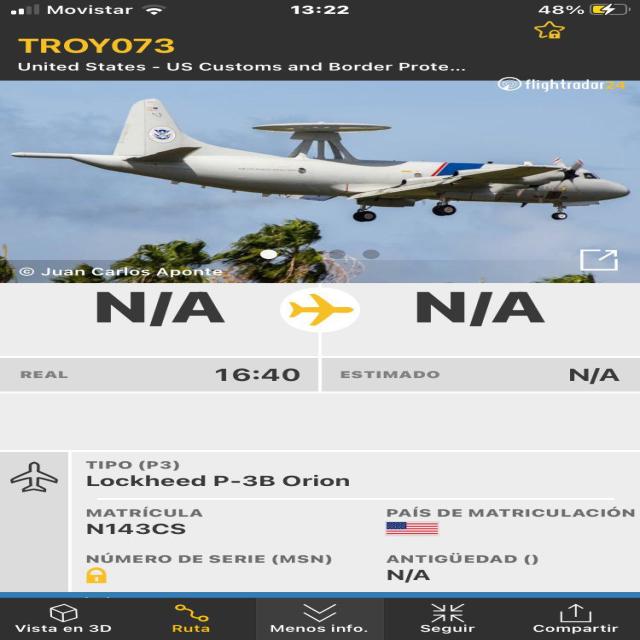 Movistar 13:22 48%
TROY073
United States - US Customs and Border Prote...
flightradar24
© Juan Carlos Aponte
N/A N/A
REAL 16:40 ESTIMADO N/A
TIPO (P3)
Lockheed P-3B Orion
MATRÍCULA PAÍS DE MATRICULACIÓN
N143CS
NÚMERO DE SERIE (MSN) ANTIGÜEDAD ()
N/A
Vista en 3D Ruta Menos info. Seguir Compartir